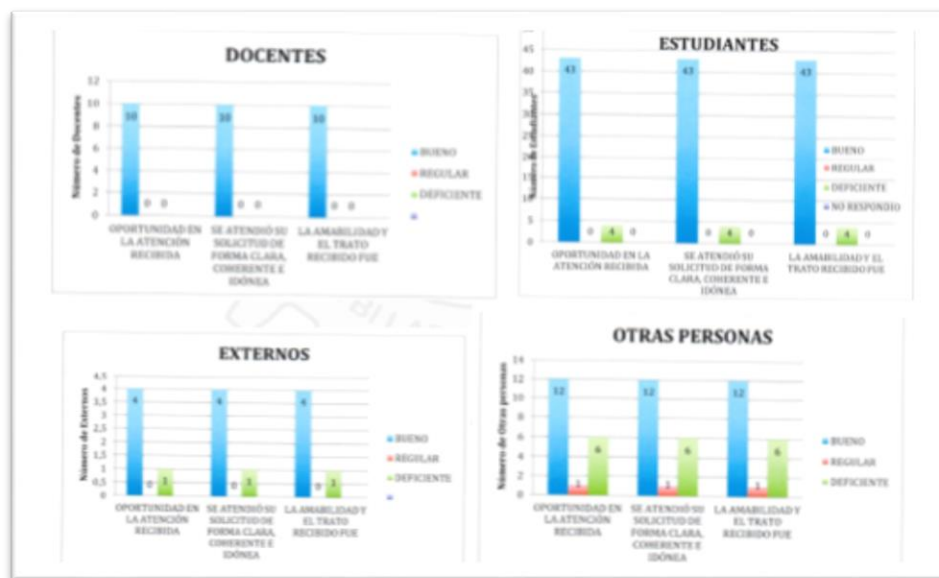 DOCENTES
Número de Docentes
12
10
8
6
4
2
0
10
0
0
10
0
0
10
0
0
OPORTUNIDAD EN
LA ATENCIÓN
RECIBIDA
SE ATENDIÓ SU
SOLICITUD DE
FORMA CLARA,
COHERENTE E
IDÓNEA
LA AMABILIDAD Y
EL TRATO
RECIBIDO FUE
BUENO
REGULAR
DEFICIENTE
ESTUDIANTES
Número de Estudiantes
45
40
35
30
25
20
15
10
5
0
43
0
4
0
43
0
4
0
43
0
4
0
OPORTUNIDAD EN LA
ATENCIÓN RECIBIDA
SE ATENDIÓ SU
SOLICITUD DE FORMA
CLARA, COHERENTE E
IDÓNEA
LA AMABILIDAD Y EL
TRATO RECIBIDO FUE
BUENO
REGULAR
DEFICIENTE
NO RESPONDIO
EXTERNOS
Número de Externas
4,5
4
3,5
3
2,5
2
1,5
1
0,5
0
4
0
1
4
0
1
4
0
1
OPORTUNIDAD EN
LA ATENCIÓN
RECIBIDA
SE ATENDIÓ SU
SOLICITUD DE
FORMA CLARA,
COHERENTE E
IDÓNEA
LA AMABILIDAD Y
EL TRATO
RECIBIDO FUE
BUENO
REGULAR
DEFICIENTE
OTRAS PERSONAS
Número de Otras personas
14
12
10
8
6
4
2
0
12
1
6
12
1
6
12
1
6
OPORTUNIDAD EN
LA ATENCIÓN
RECIBIDA
SE ATENDIÓ SU
SOLICITUD DE
FORMA CLARA,
COHERENTE E
IDÓNEA
LA AMABILIDAD Y
EL TRATO
RECIBIDO FUE
BUENO
REGULAR
DEFICIENTE